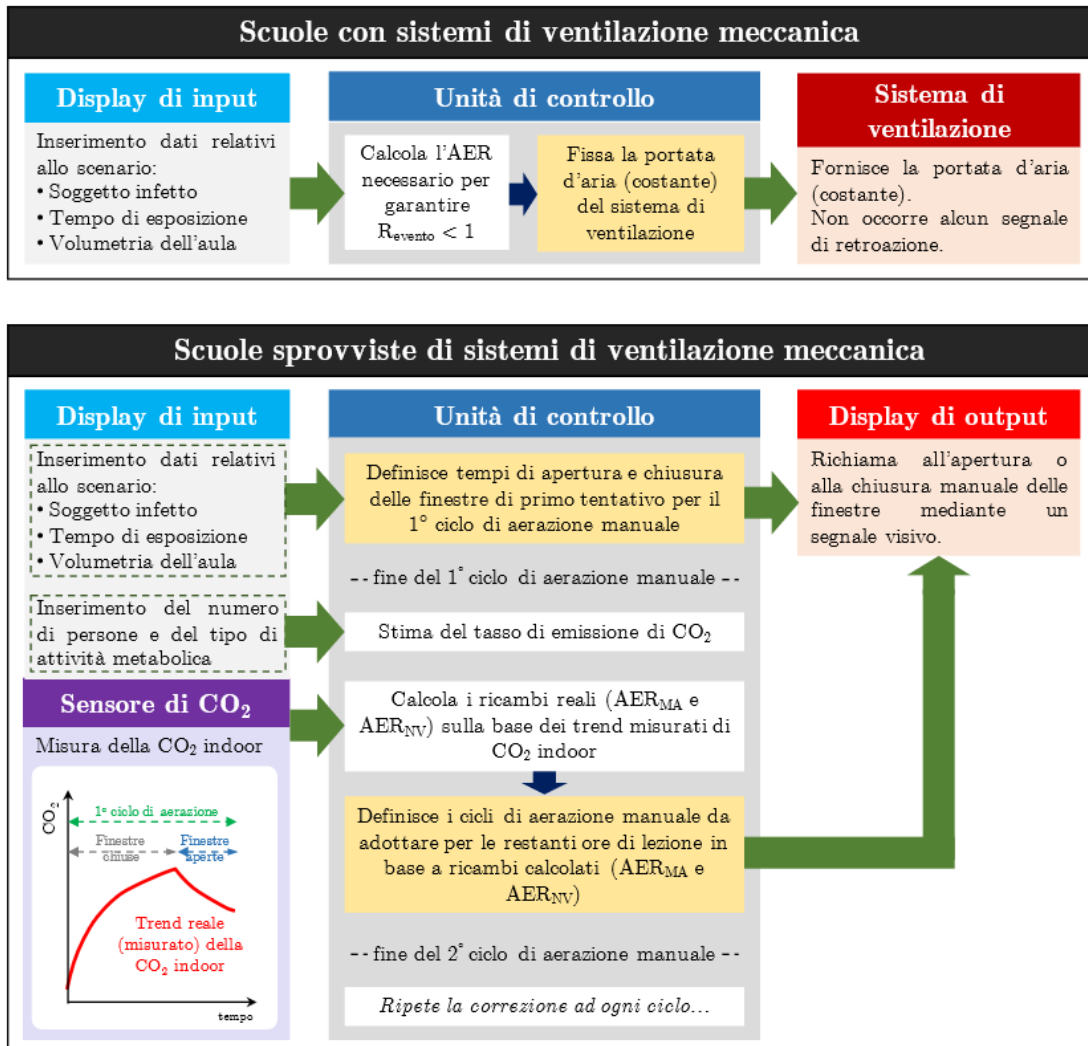 Scuole con sistemi di ventilazione meccanica
Display di input
Inserimento dati relativi
allo scenario:
• Soggetto infetto
• Tempo di esposizione
• Volumetria dell'aula
Unità di controllo
Calcola l'AER
necessario per
garantire
R_evento < 1
Fissa la portata
d'aria (costante)
del sistema di
ventilazione
Sistema di
ventilazione
Fornisce la portata d'aria
(costante).
Non occorre alcun segnale
di retroazione.
Scuole sprovviste di sistemi di ventilazione meccanica
Display di input
Inserimento dati relativi
allo scenario:
• Soggetto infetto
• Tempo di esposizione
• Volumetria dell'aula
Inserimento del numero
di persone e del tipo di
attività metabolica
Sensore di CO₂
Misura della CO₂ indoor
CO₂
1° ciclo di aerazione
Finestre
chiuse
Finestre
aperte
Trend reale
(misurato) della
CO₂ indoor
tempo
Unità di controllo
Definisce tempi di apertura e chiusura
delle finestre di primo tentativo per il
1° ciclo di aerazione manuale
-- fine del 1° ciclo di aerazione manuale --
Stima del tasso di emissione di CO₂
Calcola i ricambi reali (AER_MA e
AER_NV) sulla base dei trend misurati di
CO₂ indoor
Definisce i cicli di aerazione manuale da
adottare per le restanti ore di lezione in
base a ricambi calcolati (AER_MA e
AER_NV)
-- fine del 2° ciclo di aerazione manuale --
Ripete la correzione ad ogni ciclo...
Display di output
Richiama all'apertura o
alla chiusura manuale delle
finestre mediante un
segnale visivo.